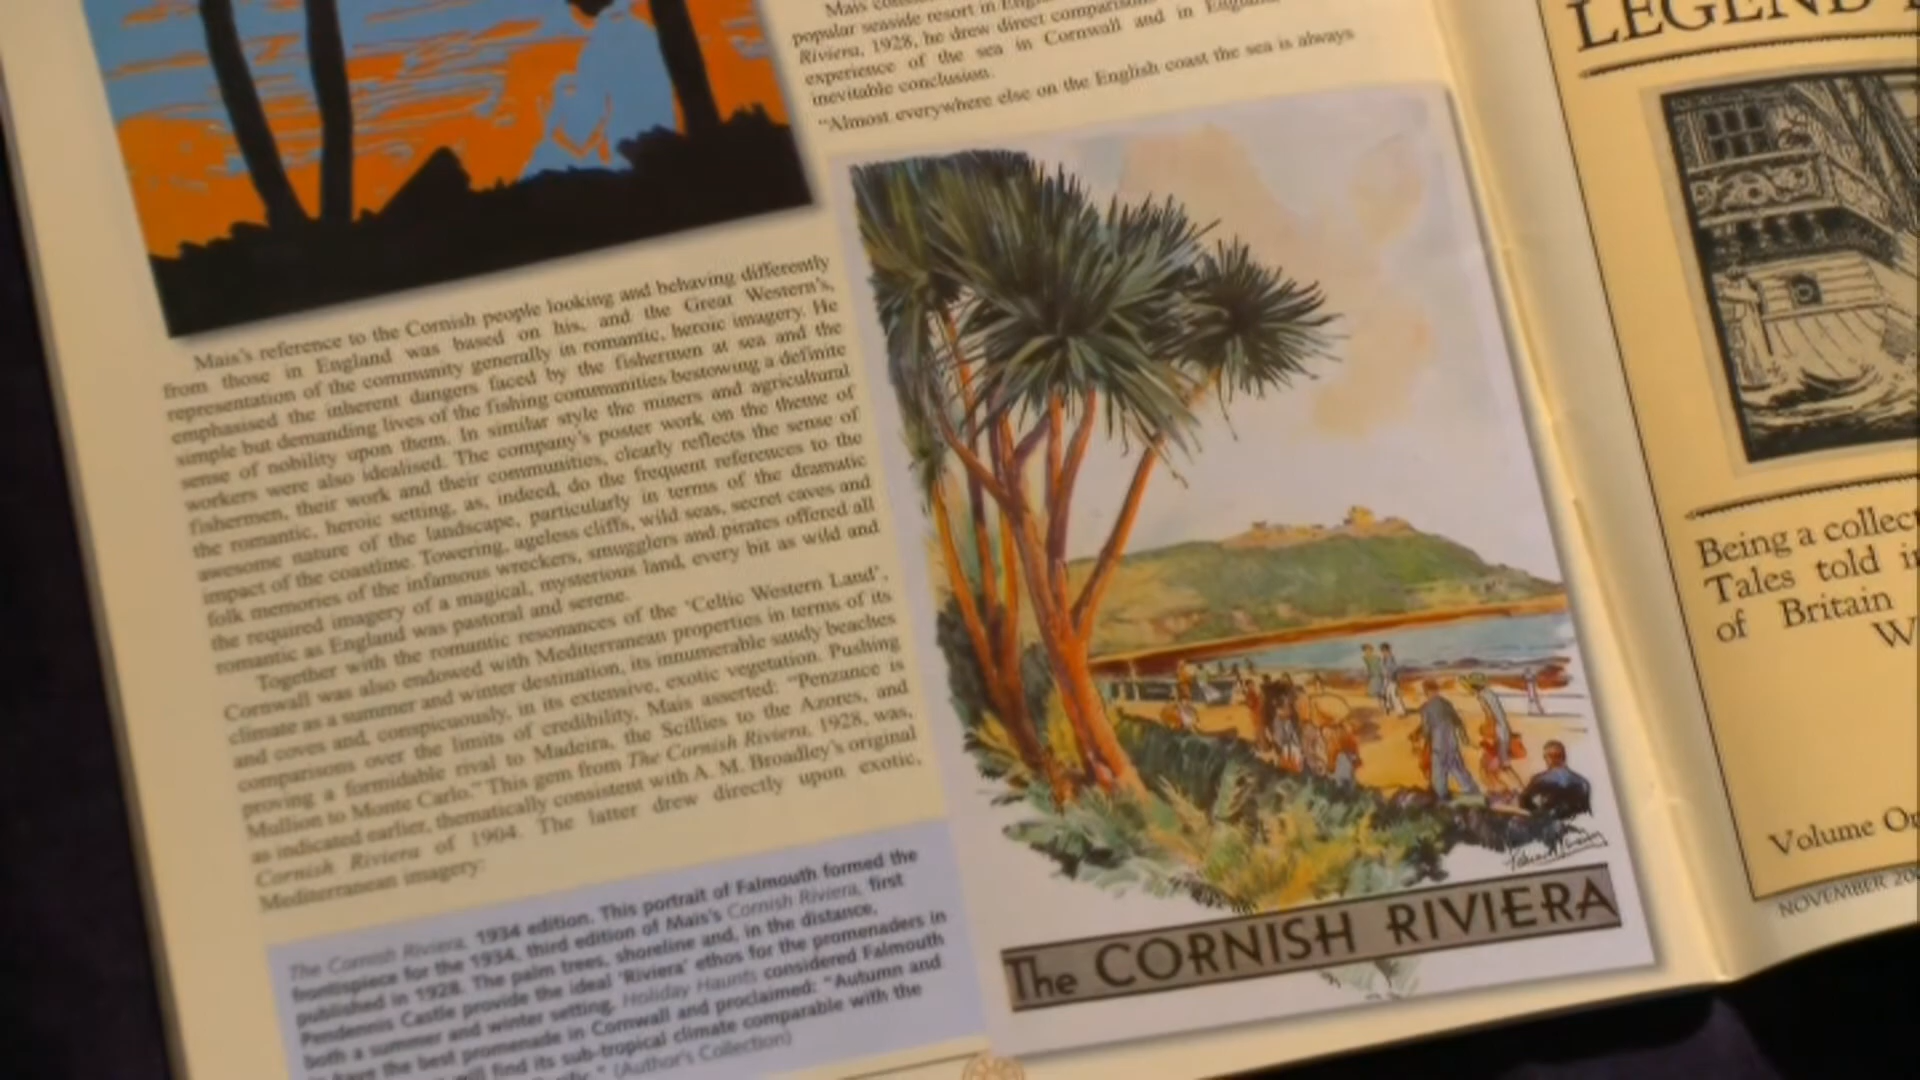 Mais
popular seaside resort in
Riviera, 1928, he drew direct comparisons
experience of the sea in Cornwall and in England,
inevitable conclusion.
"Almost everywhere else on the English coast the sea is always
Mais's reference to the Cornish people looking and behaving differently
from those in England was based on his, and the Great Western's,
representation of the community generally in romantic, heroic imagery. He
emphasised the inherent dangers faced by the fishermen at sea and the
simple but demanding lives of the fishing communities bestowing a definite
sense of nobility upon them. In similar style the miners and agricultural
workers were also idealised. The company's poster work on the theme of
fishermen, their work and their communities, clearly reflects the sense of
the romantic, heroic setting, as, indeed, do the frequent references to the
awesome nature of the landscape, particularly in terms of the dramatic
impact of the coastline. Towering, ageless cliffs, wild seas, secret caves and
folk memories of the infamous wreckers, smugglers and pirates offered all
the required imagery of a magical, mysterious land, every bit as wild and
romantic as England was pastoral and serene.
Together with the romantic resonances of the 'Celtic Western Land',
Cornwall was also endowed with Mediterranean properties in terms of its
climate as a summer and winter destination, its innumerable sandy beaches
and coves and, conspicuously, in its extensive, exotic vegetation. Pushing
comparisons over the limits of credibility, Mais asserted: "Penzance is
proving a formidable rival to Madeira, the Scillies to the Azores, and
Mullion to Monte Carlo." This gem from The Cornish Riviera, 1928, was,
as indicated earlier, thematically consistent with A. M. Broadley's original
Cornish Riviera of 1904. The latter drew directly upon exotic,
Mediterranean imagery:
The Cornish Riviera, 1934 edition. This portrait of Falmouth formed the
frontispiece for the 1934, third edition of Mais's Cornish Riviera, first
published in 1928. The palm trees, shoreline and, in the distance,
Pendennis Castle provide the ideal 'Riviera' ethos for the promenaders in
both a summer and winter setting. Holiday Haunts considered Falmouth
have the best promenade in Cornwall and proclaimed: "Autumn and
will find its sub-tropical climate comparable with the
(Author's Collection)
The CORNISH RIVIERA
LEGEND
Being a collec
Tales told i
of Britain
W
Volume On
NOVEMBER 20